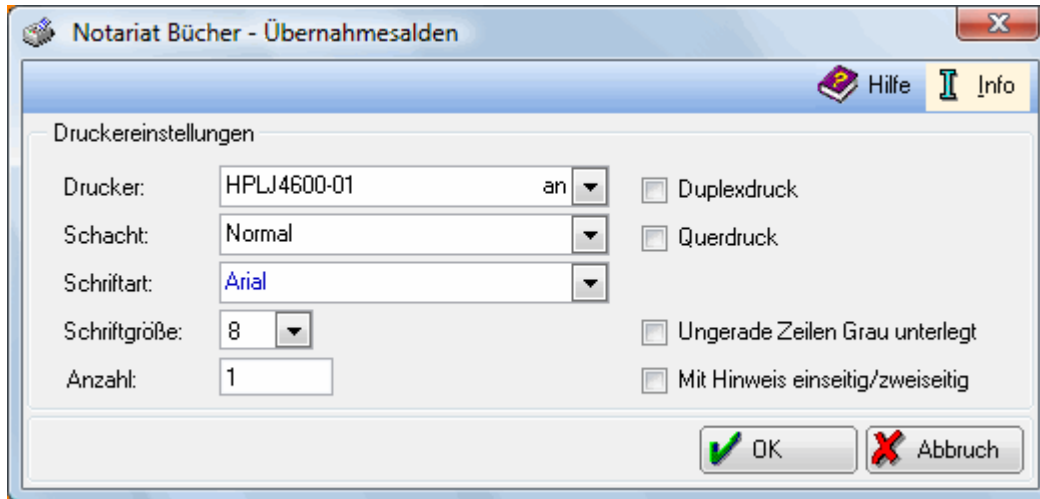 Notariat Bücher - Übernahmesalden
Hilfe Info
Druckereinstellungen
Drucker: HPLJ4600-01 an Duplexdruck
Schacht: Normal Querdruck
Schriftart: Arial
Schriftgröße: 8 Ungerade Zeilen Grau unterlegt
Anzahl: 1 Mit Hinweis einseitig/zweiseitig
OK Abbruch